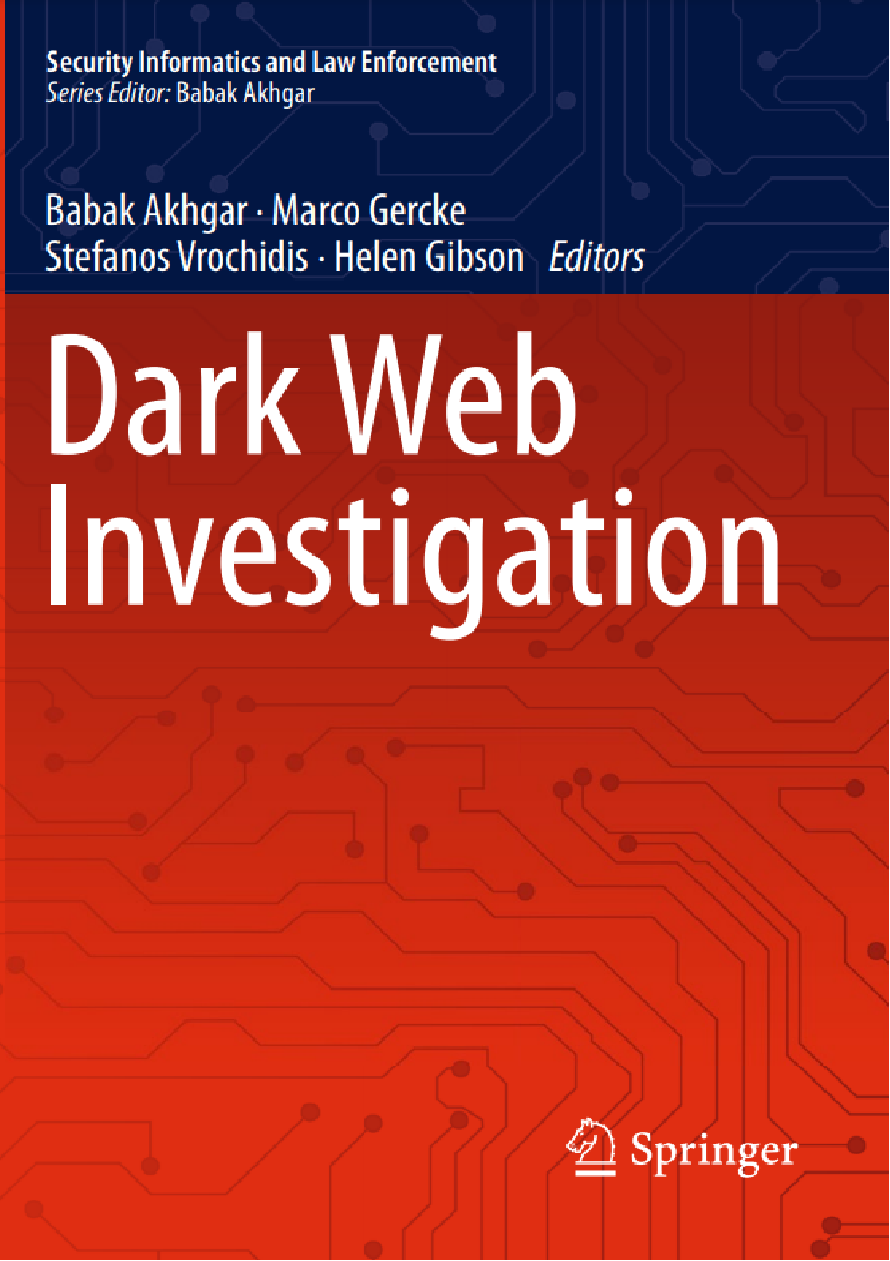 Security Informatics and Law Enforcement
Series Editor: Babak Akhgar
Babak Akhgar · Marco Gercke
Stefanos Vrochidis · Helen Gibson Editors
Dark Web
Investigation
Springer